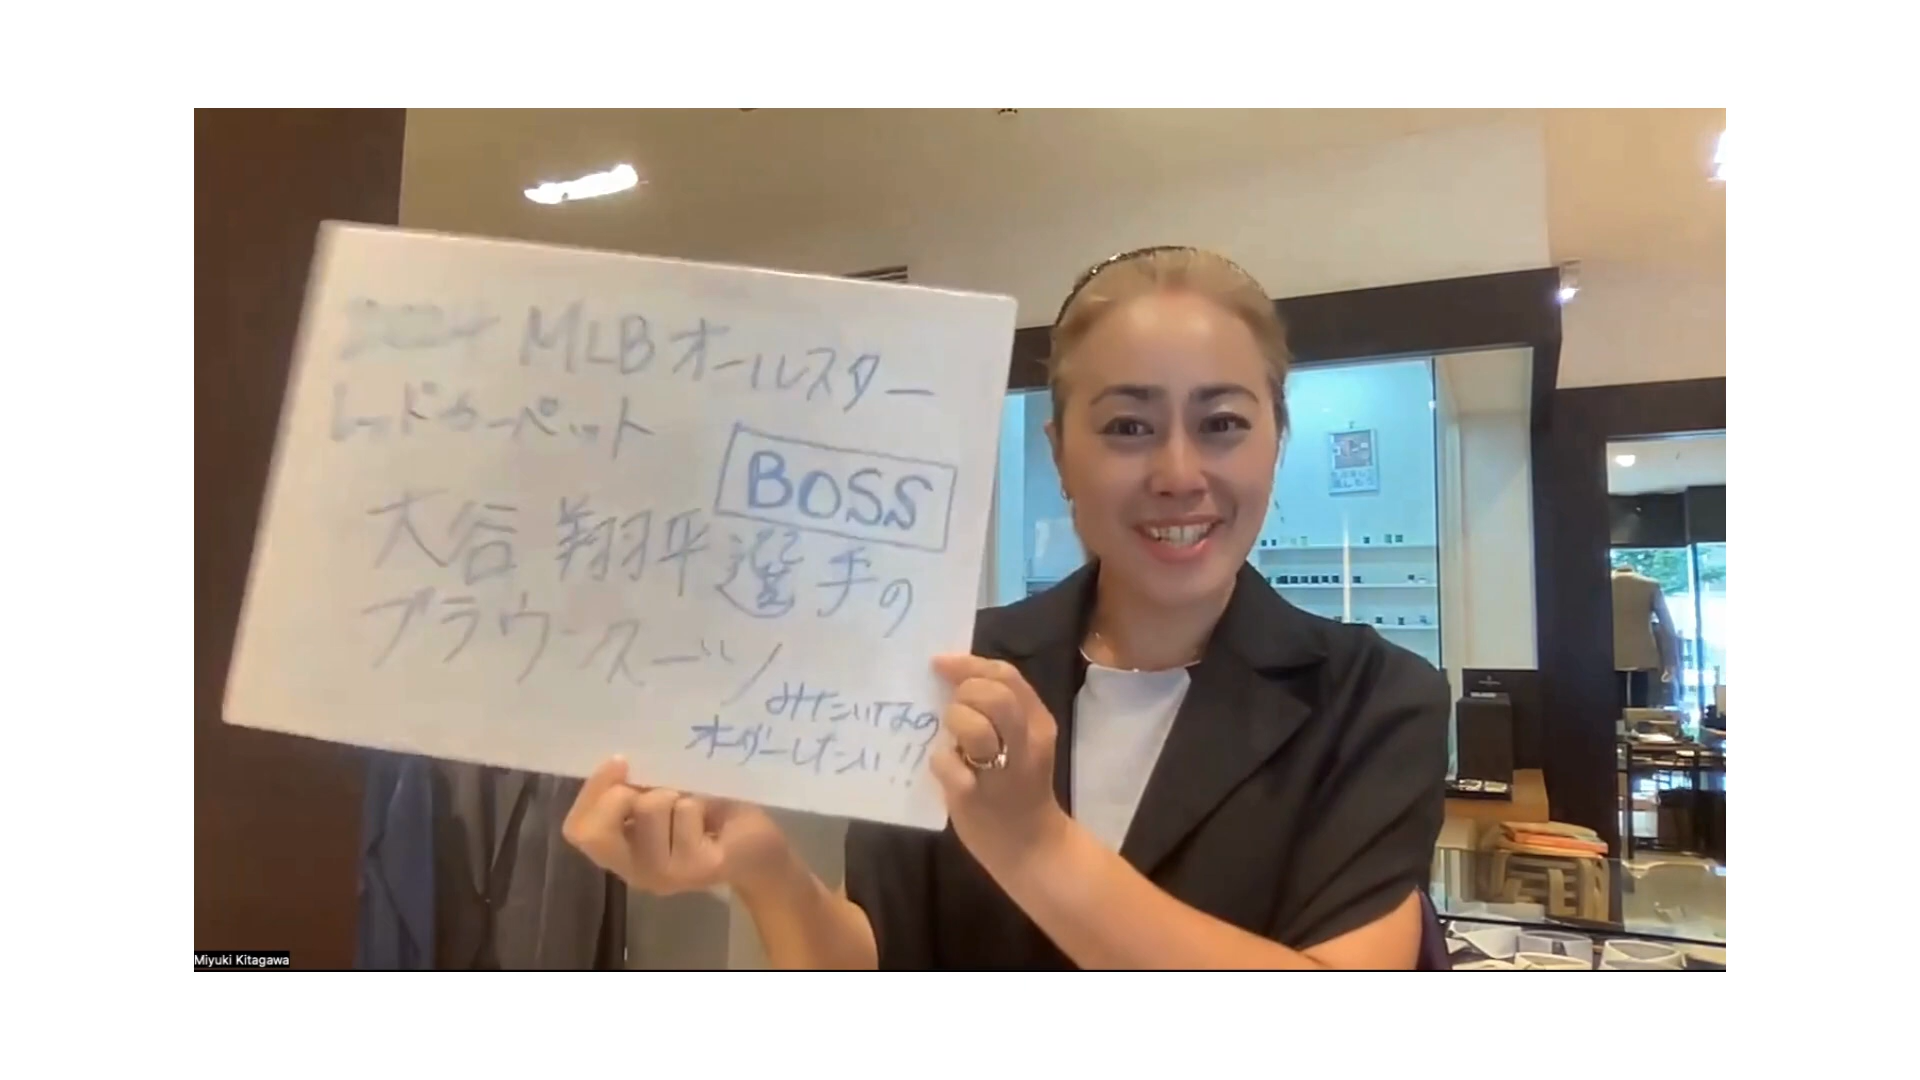 2024 MLBオールスター
レッドカーペット
BOSS
大谷翔平選手の
ブラウンスーツ
みたいなの
オーダーしたい!!
Miyuki Kitagawa